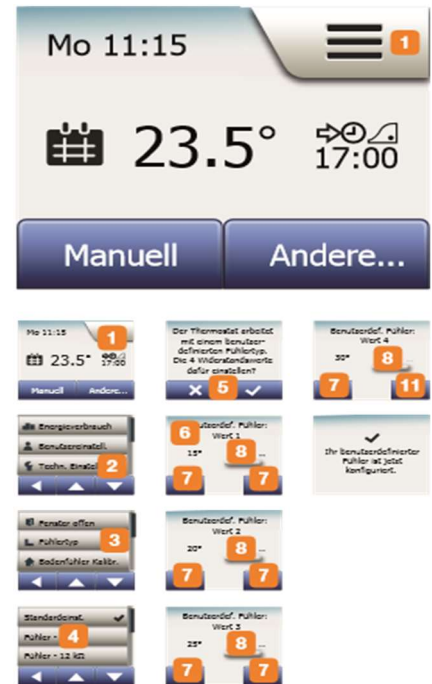 Mo 11:15
1
23.5°
17:00
Manuell
Andere...
Mo 11:15
1
23.5°
17:00
Manuell
Andere...
Energieverbrauch
Benutzereinstell.
Techn. Einstel
2
Fenster offen
Fühlertyp
3
Bodenfühler Kalibr.
Standardeinst.
Fühler -
4
Fühler - 12 kΩ
Der Thermostat arbeitet
mit einem benutzer-
definierten Fühlertyp.
Die 4 Widerstandswerte
dafür einstellen?
5
6
utzerdef. Fühler:
Wert 1
15°
8
...
7
7
Benutzerdef. Fühler:
Wert 2
20°
8
...
7
7
Benutzerdef. Fühler:
Wert 3
25°
8
...
7
7
Benutzerdef. Fühler:
Wert 4
30°
8
...
7
11
Ihr benutzerdefinierter
Fühler ist jetzt
konfiguriert.